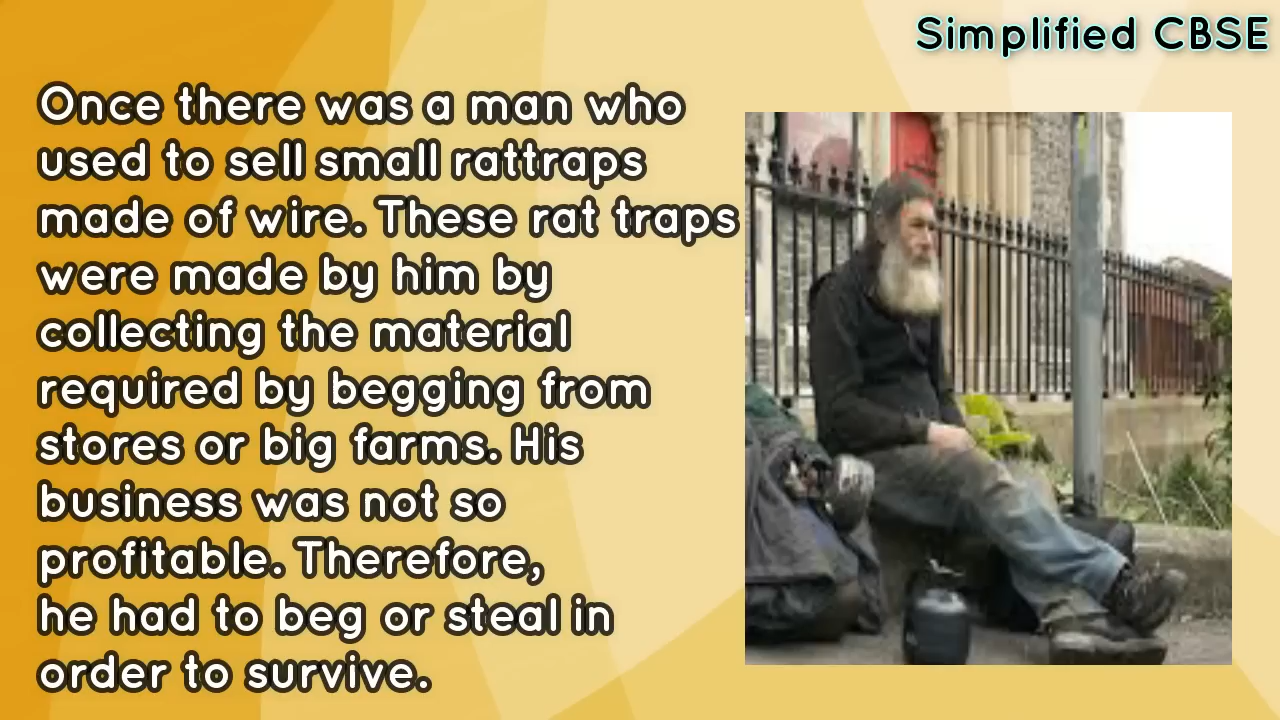 Simplified CBSE
Once there was a man who
used to sell small rattraps
made of wire. These rat traps
were made by him by
collecting the material
required by begging from
stores or big farms. His
business was not so
profitable. Therefore,
he had to beg or steal in
order to survive.